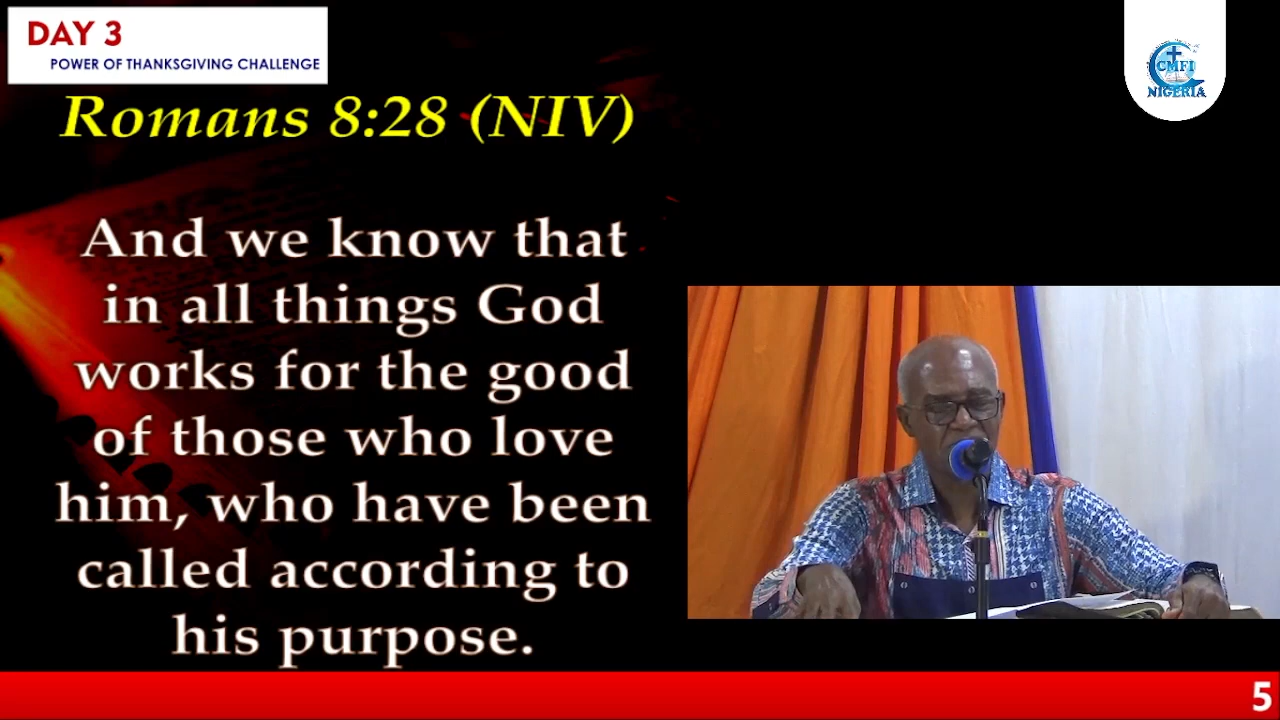 DAY 3
POWER OF THANKSGIVING CHALLENGE
Romans 8:28 (NIV)
And we know that
in all things God
works for the good
of those who love
him, who have been
called according to
his purpose.
CMFI
NIGERIA
5